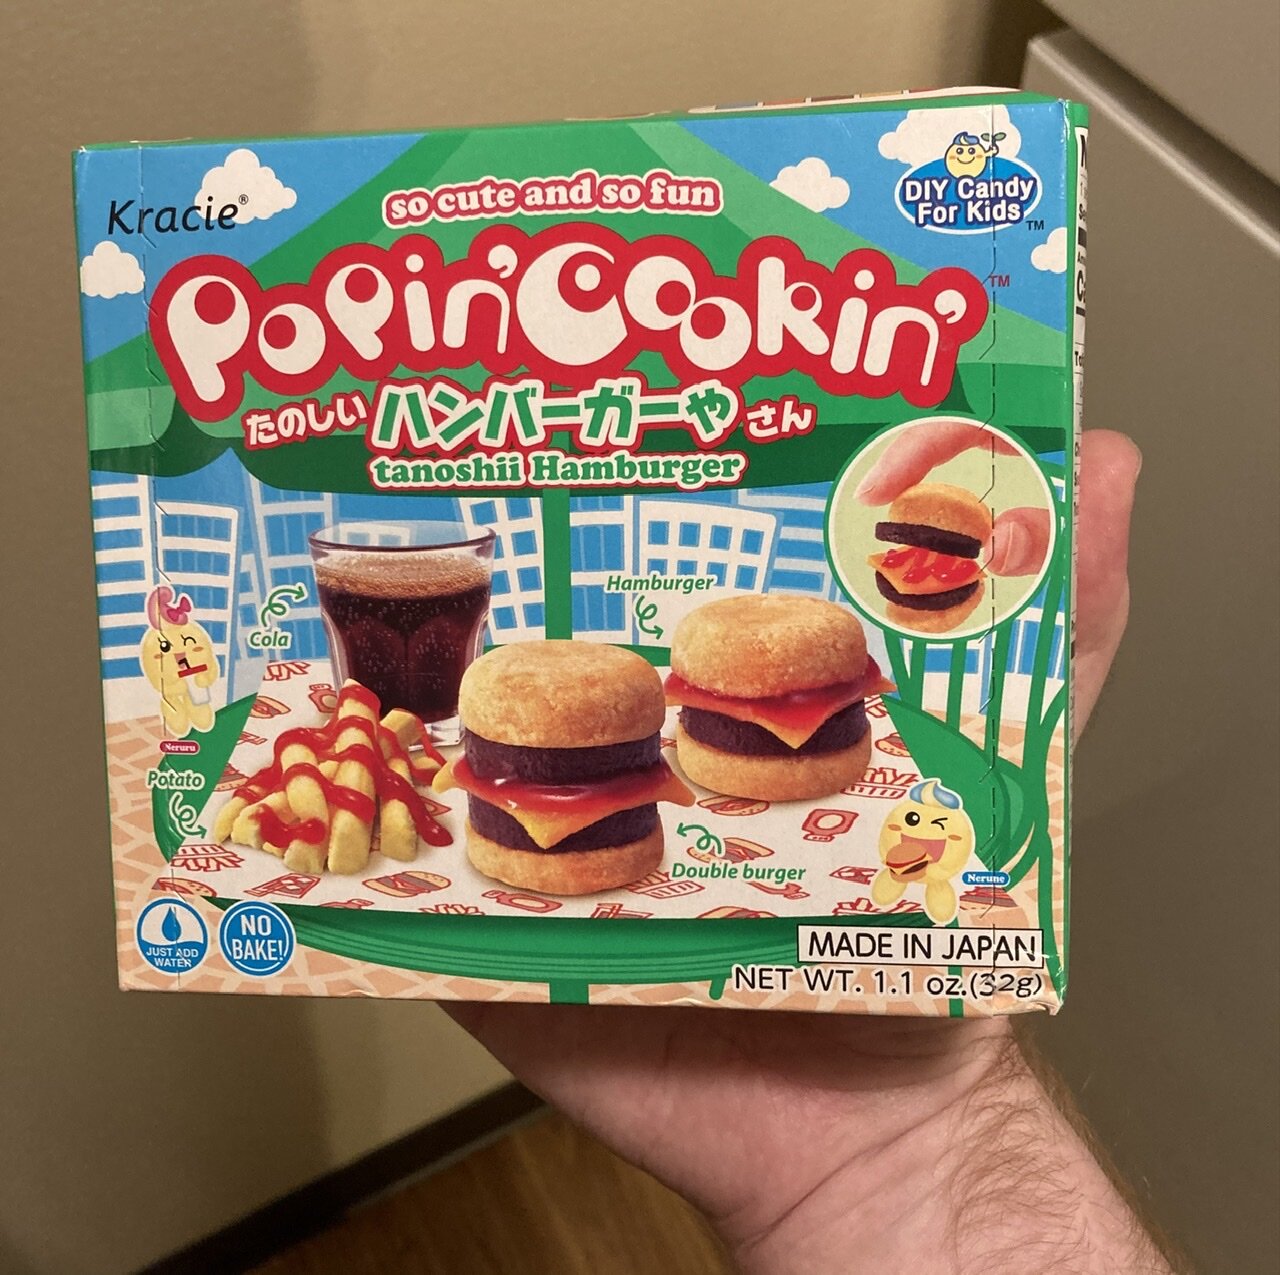 Kracie®
so cute and so fun
DIY Candy
For Kids™
Popin'Cookin'™
たのしい ハンバーガーや さん
tanoshii Hamburger
Cola
Hamburger
Neruru
Potato
Double burger
Nerune
JUST ADD
WATER
NO
BAKE!
MADE IN JAPAN
NET WT. 1.1 oz.(32g)